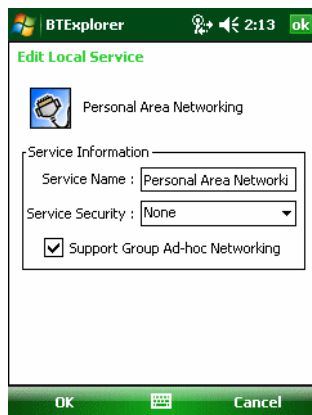 BTExplorer 2:13 ok
Edit Local Service
Personal Area Networking
Service Information
Service Name : Personal Area Networki
Service Security : None
Support Group Ad-hoc Networking
OK Cancel